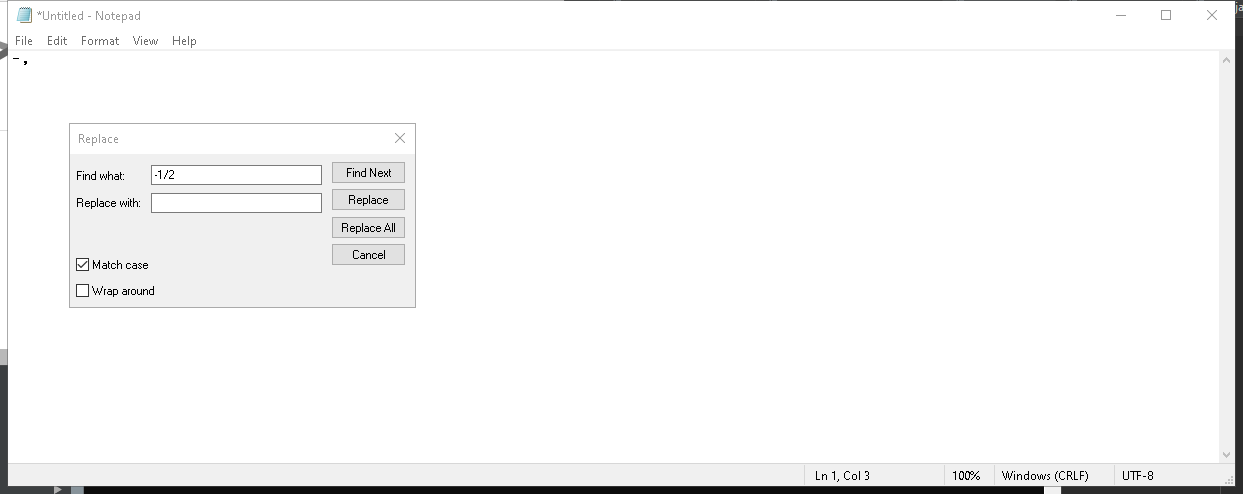 *Untitled - Notepad
File Edit Format View Help
-,
Replace
Find what: -1/2 Find Next
Replace with: Replace
Replace All
Cancel
Match case
Wrap around
Ln 1, Col 3 100% Windows (CRLF) UTF-8